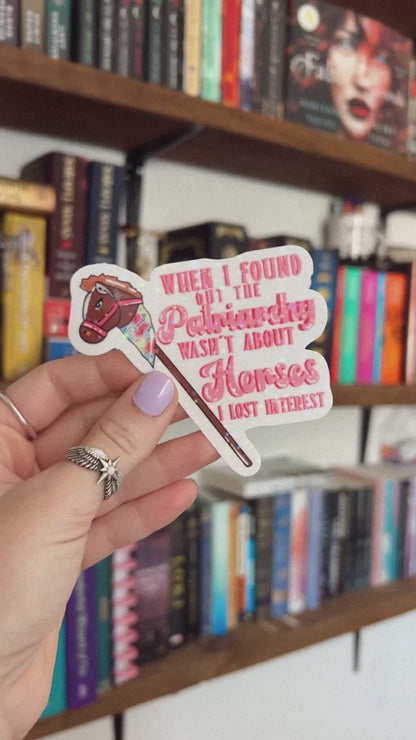 WHEN I FOUND
OUT THE
Patriarchy
WASN'T ABOUT
Horses
I LOST INTEREST